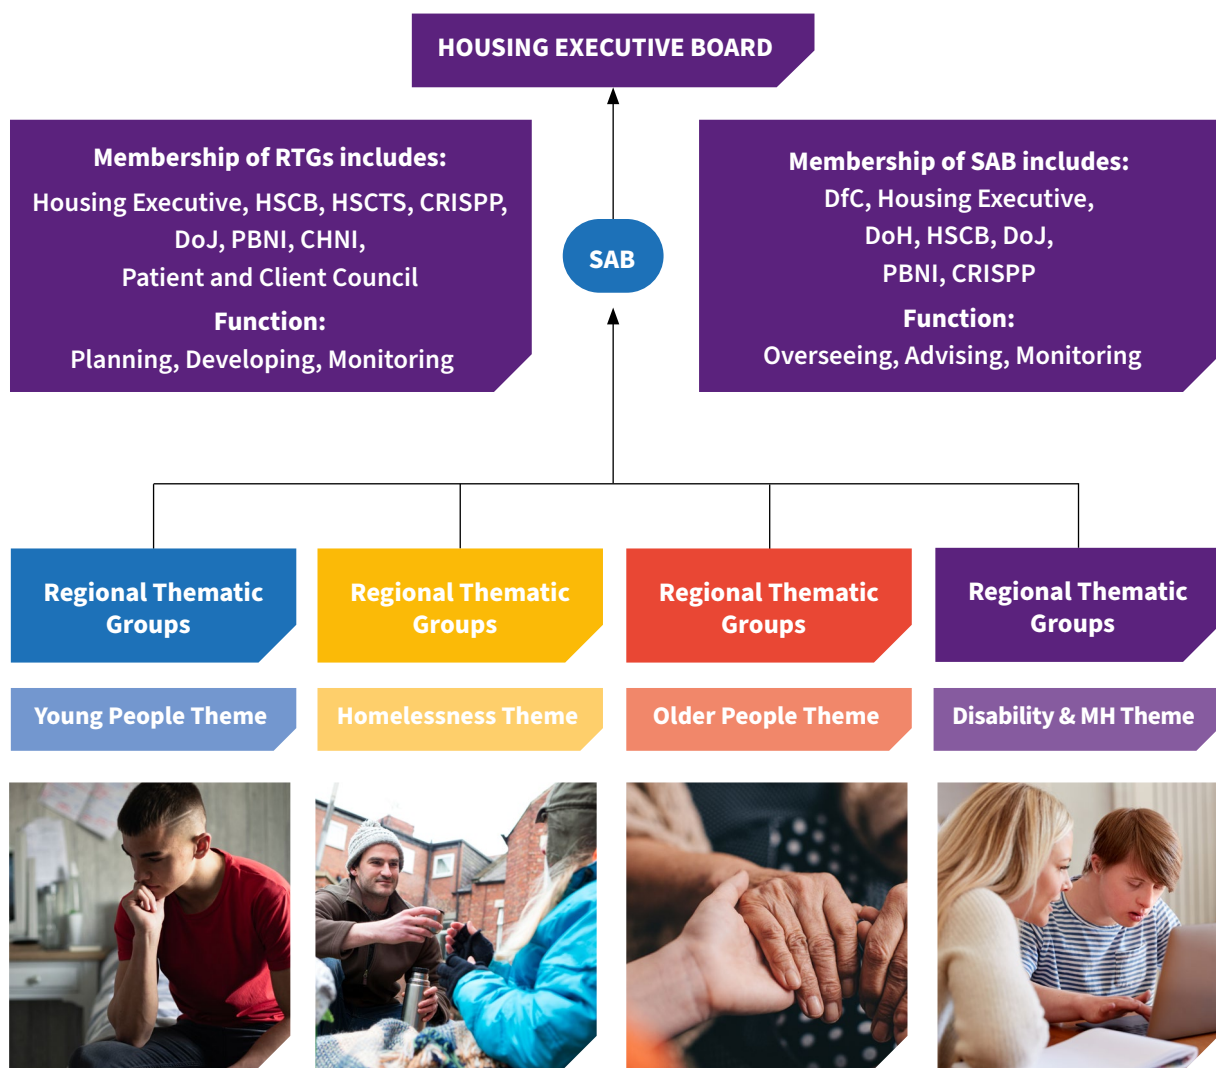 HOUSING EXECUTIVE BOARD
Membership of RTGs includes:
Housing Executive, HSCB, HSCTS, CRISPP,
DoJ, PBNI, CHNI,
Patient and Client Council
Function:
Planning, Developing, Monitoring
SAB
Membership of SAB includes:
DfC, Housing Executive,
DoH, HSCB, DoJ,
PBNI, CRISPP
Function:
Overseeing, Advising, Monitoring
Regional Thematic
Groups
Regional Thematic
Groups
Regional Thematic
Groups
Regional Thematic
Groups
Young People Theme
Homelessness Theme
Older People Theme
Disability & MH Theme